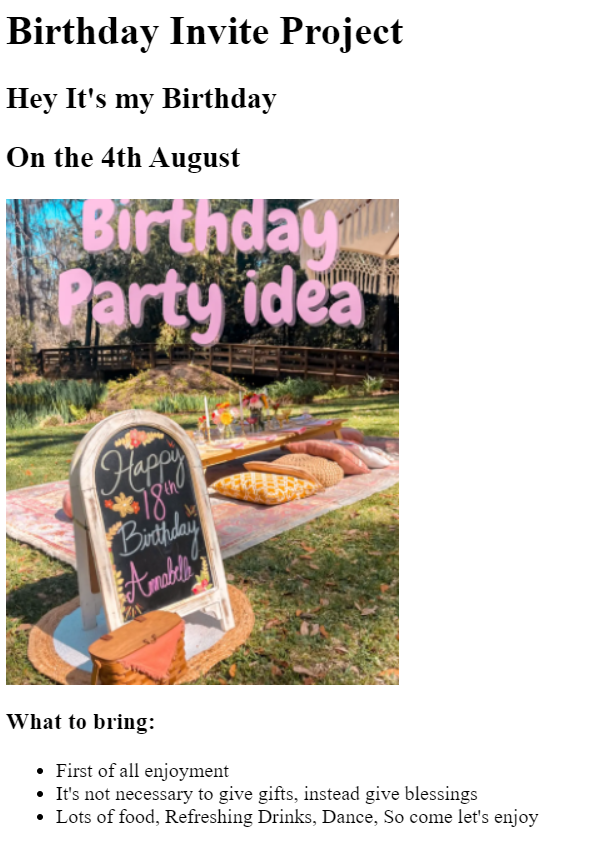 Birthday Invite Project
Hey It's my Birthday
On the 4th August
Birthday
Party idea
Happy
18th
Birthday
Annabelle
What to bring:
First of all enjoyment
It's not necessary to give gifts, instead give blessings
Lots of food, Refreshing Drinks, Dance, So come let's enjoy